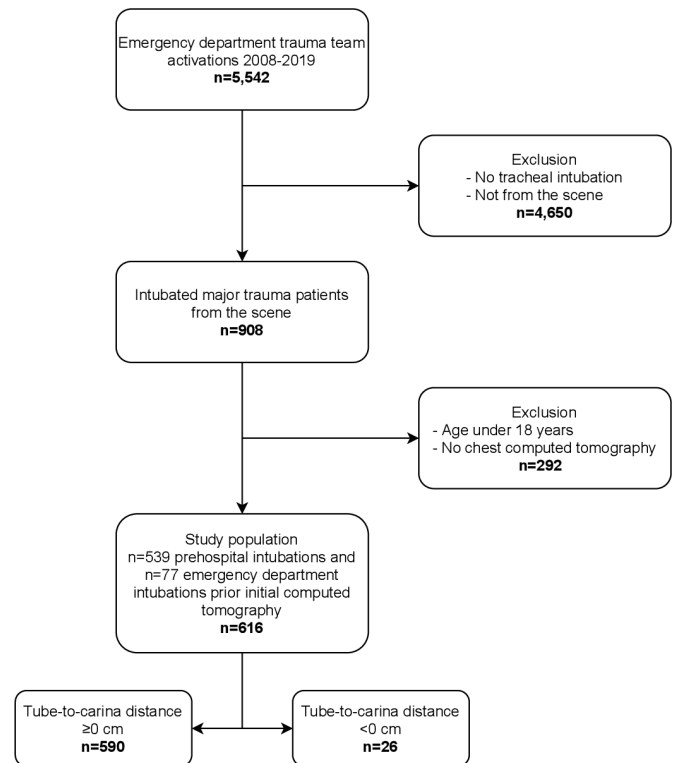 Emergency department trauma team
activations 2008-2019
n=5,542
Exclusion
- No tracheal intubation
- Not from the scene
n=4,650
Intubated major trauma patients
from the scene
n=908
Exclusion
- Age under 18 years
- No chest computed tomography
n=292
Study population
n=539 prehospital intubations and
n=77 emergency department
intubations prior initial computed
tomography
n=616
Tube-to-carina distance
≥0 cm
n=590
Tube-to-carina distance
<0 cm
n=26